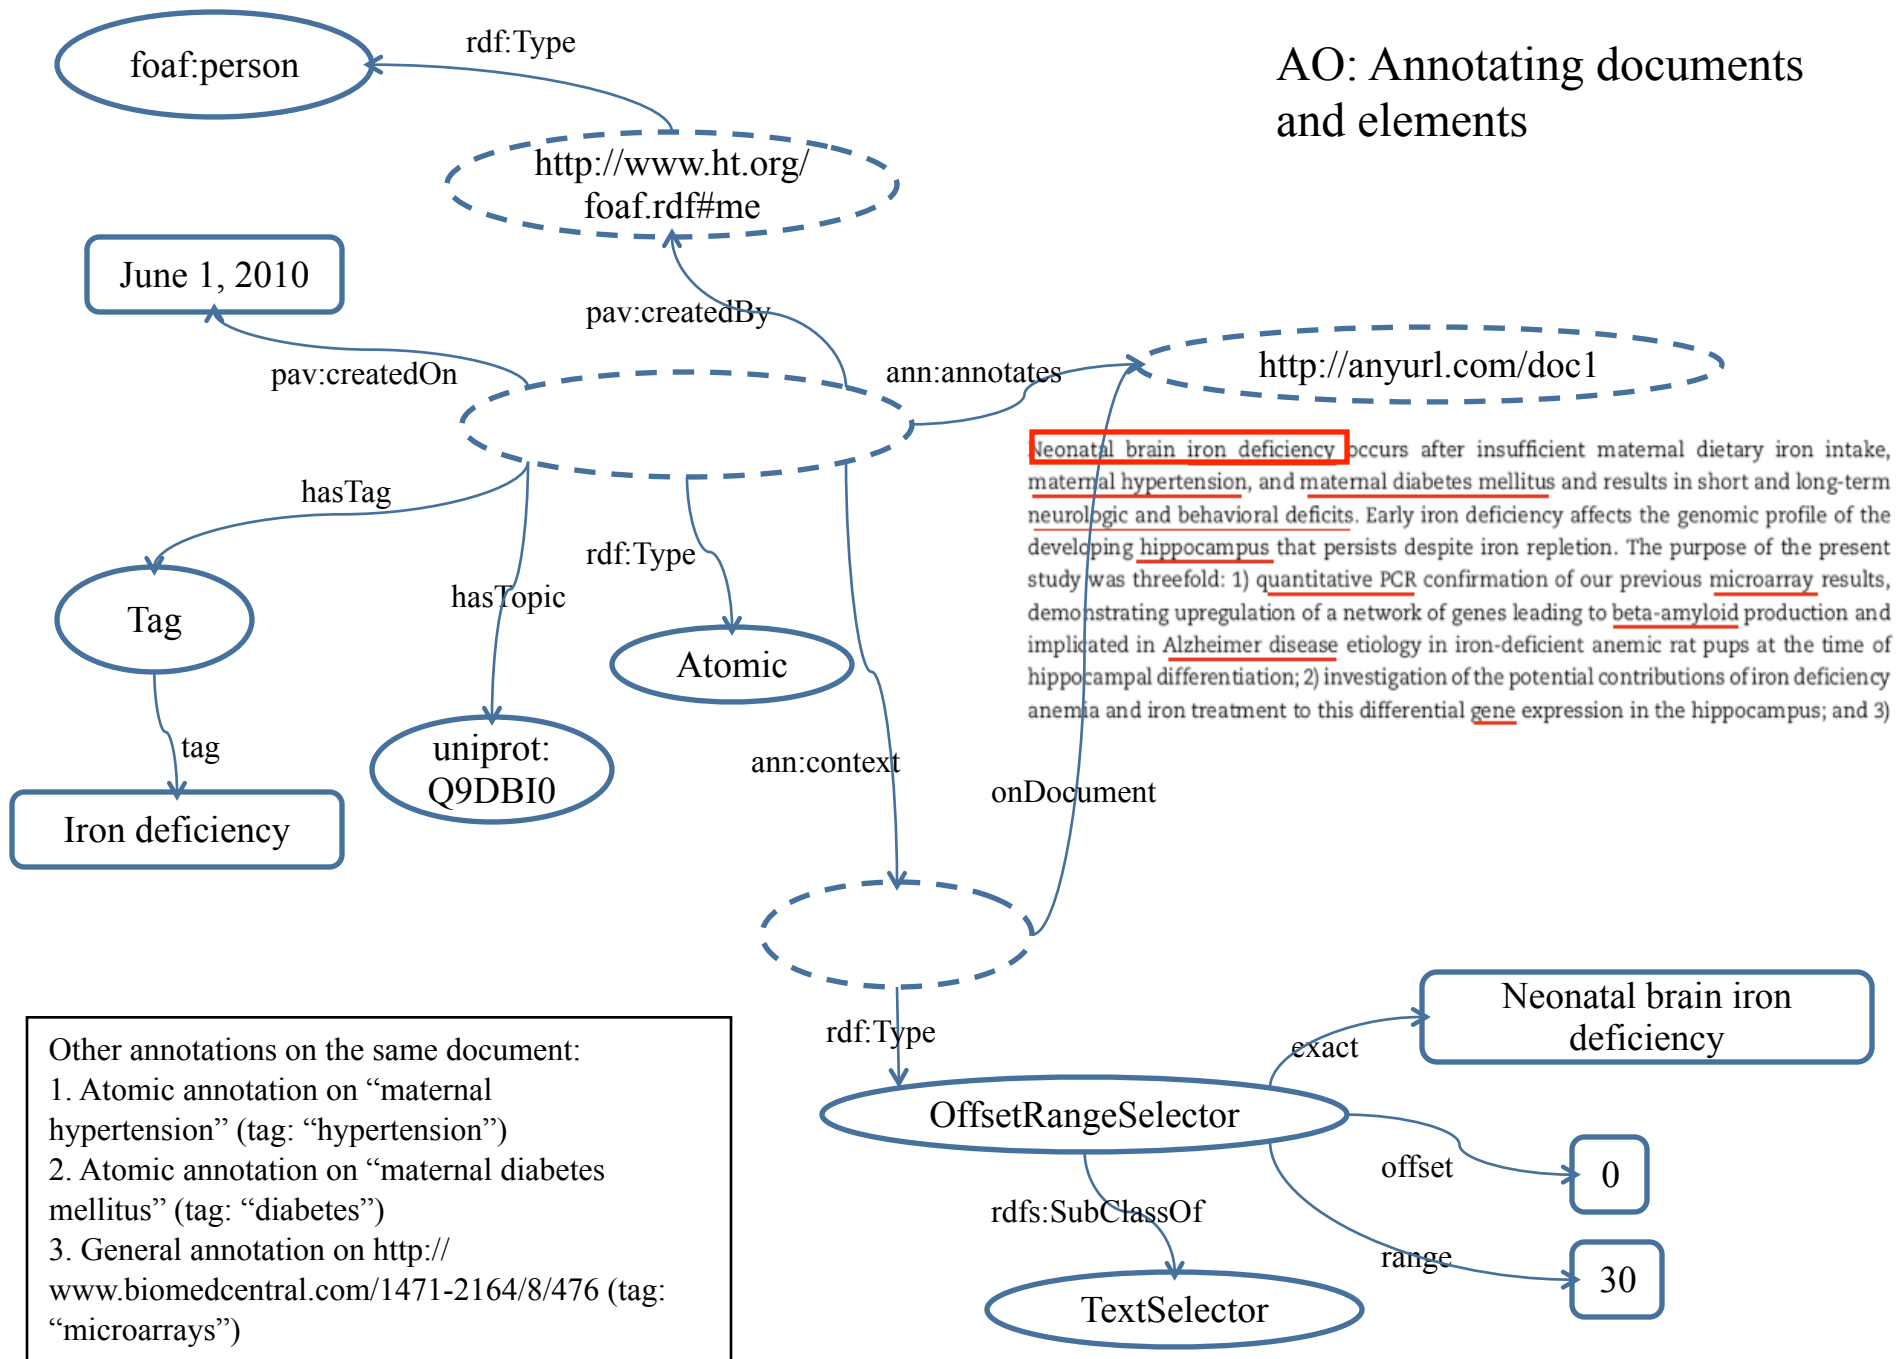 AO: Annotating documents
and elements
foaf:person
rdf:Type
http://www.ht.org/
foaf.rdf#me
June 1, 2010
pav:createdBy
pav:createdOn
ann:annotates
http://anyurl.com/doc1
Neonatal brain iron deficiency occurs after insufficient maternal dietary iron intake,
maternal hypertension, and maternal diabetes mellitus and results in short and long-term
neurologic and behavioral deficits. Early iron deficiency affects the genomic profile of the
developing hippocampus that persists despite iron repletion. The purpose of the present
study was threefold: 1) quantitative PCR confirmation of our previous microarray results,
demonstrating upregulation of a network of genes leading to beta-amyloid production and
implicated in Alzheimer disease etiology in iron-deficient anemic rat pups at the time of
hippocampal differentiation; 2) investigation of the potential contributions of iron deficiency
anemia and iron treatment to this differential gene expression in the hippocampus; and 3)
hasTag
rdf:Type
hasTopic
Tag
Atomic
tag
uniprot:
Q9DBI0
ann:context
onDocument
Iron deficiency
rdf:Type
Neonatal brain iron
deficiency
exact
OffsetRangeSelector
offset
0
rdfs:SubClassOf
range
30
TextSelector
Other annotations on the same document:
1. Atomic annotation on “maternal
hypertension” (tag: “hypertension”)
2. Atomic annotation on “maternal diabetes
mellitus” (tag: “diabetes”)
3. General annotation on http://
www.biomedcentral.com/1471-2164/8/476 (tag:
“microarrays”)